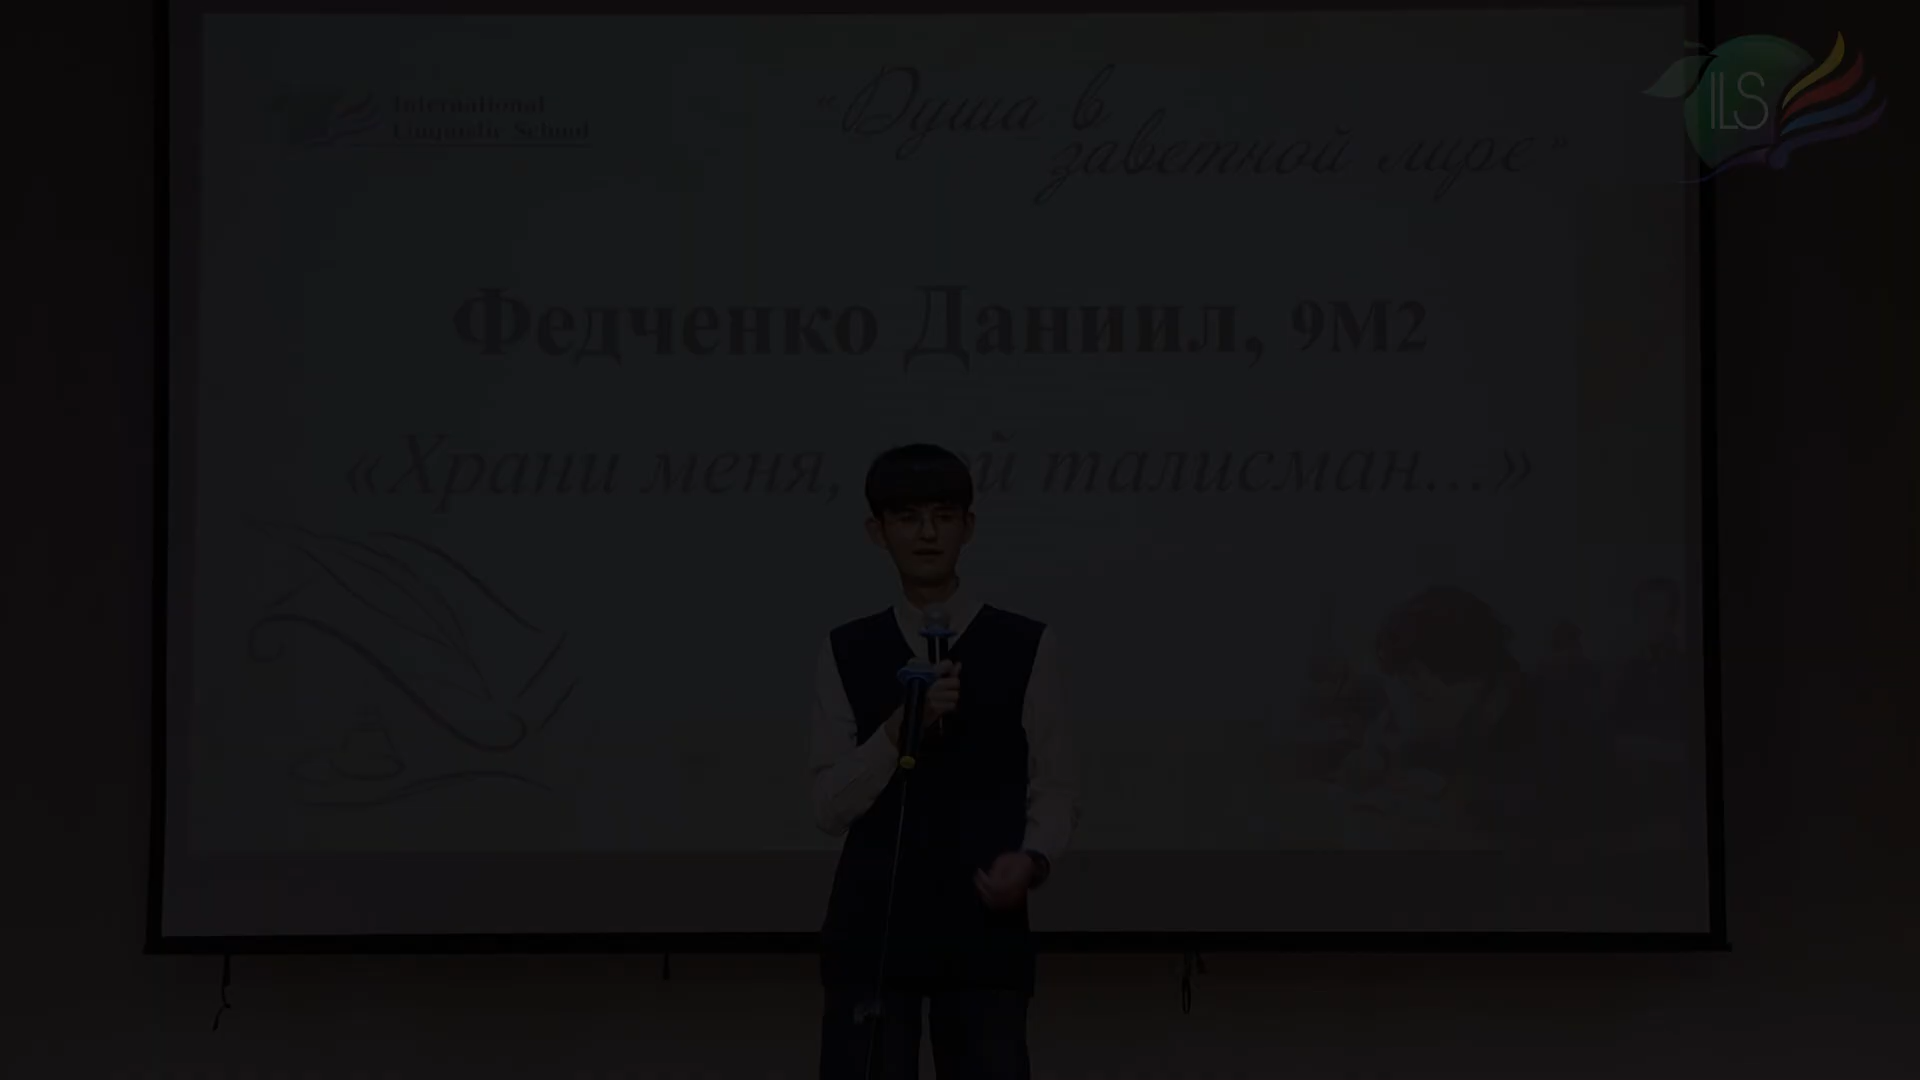 International
Linguistic School
«Душа в
заветной лире»
ILS
Федченко Даниил, 9М2
«Храни меня, й талисман...»